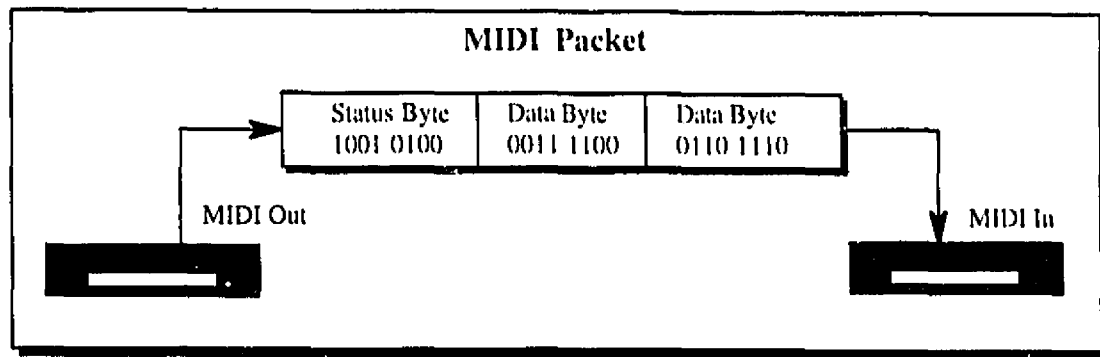 MIDI Packet
Status Byte Data Byte Data Byte
1001 0100 0011 1100 0110 1110
MIDI Out
MIDI In